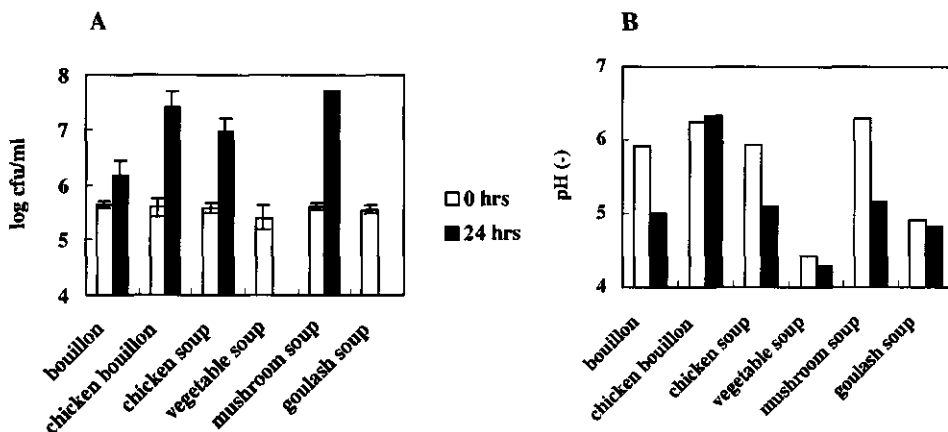 A
B
log cfu/ml
8
7
6
5
4
bouillon
chicken bouillon
chicken soup
vegetable soup
mushroom soup
goulash soup
0 hrs
24 hrs
pH (-)
7
6
5
4
bouillon
chicken bouillon
chicken soup
vegetable soup
mushroom soup
goulash soup